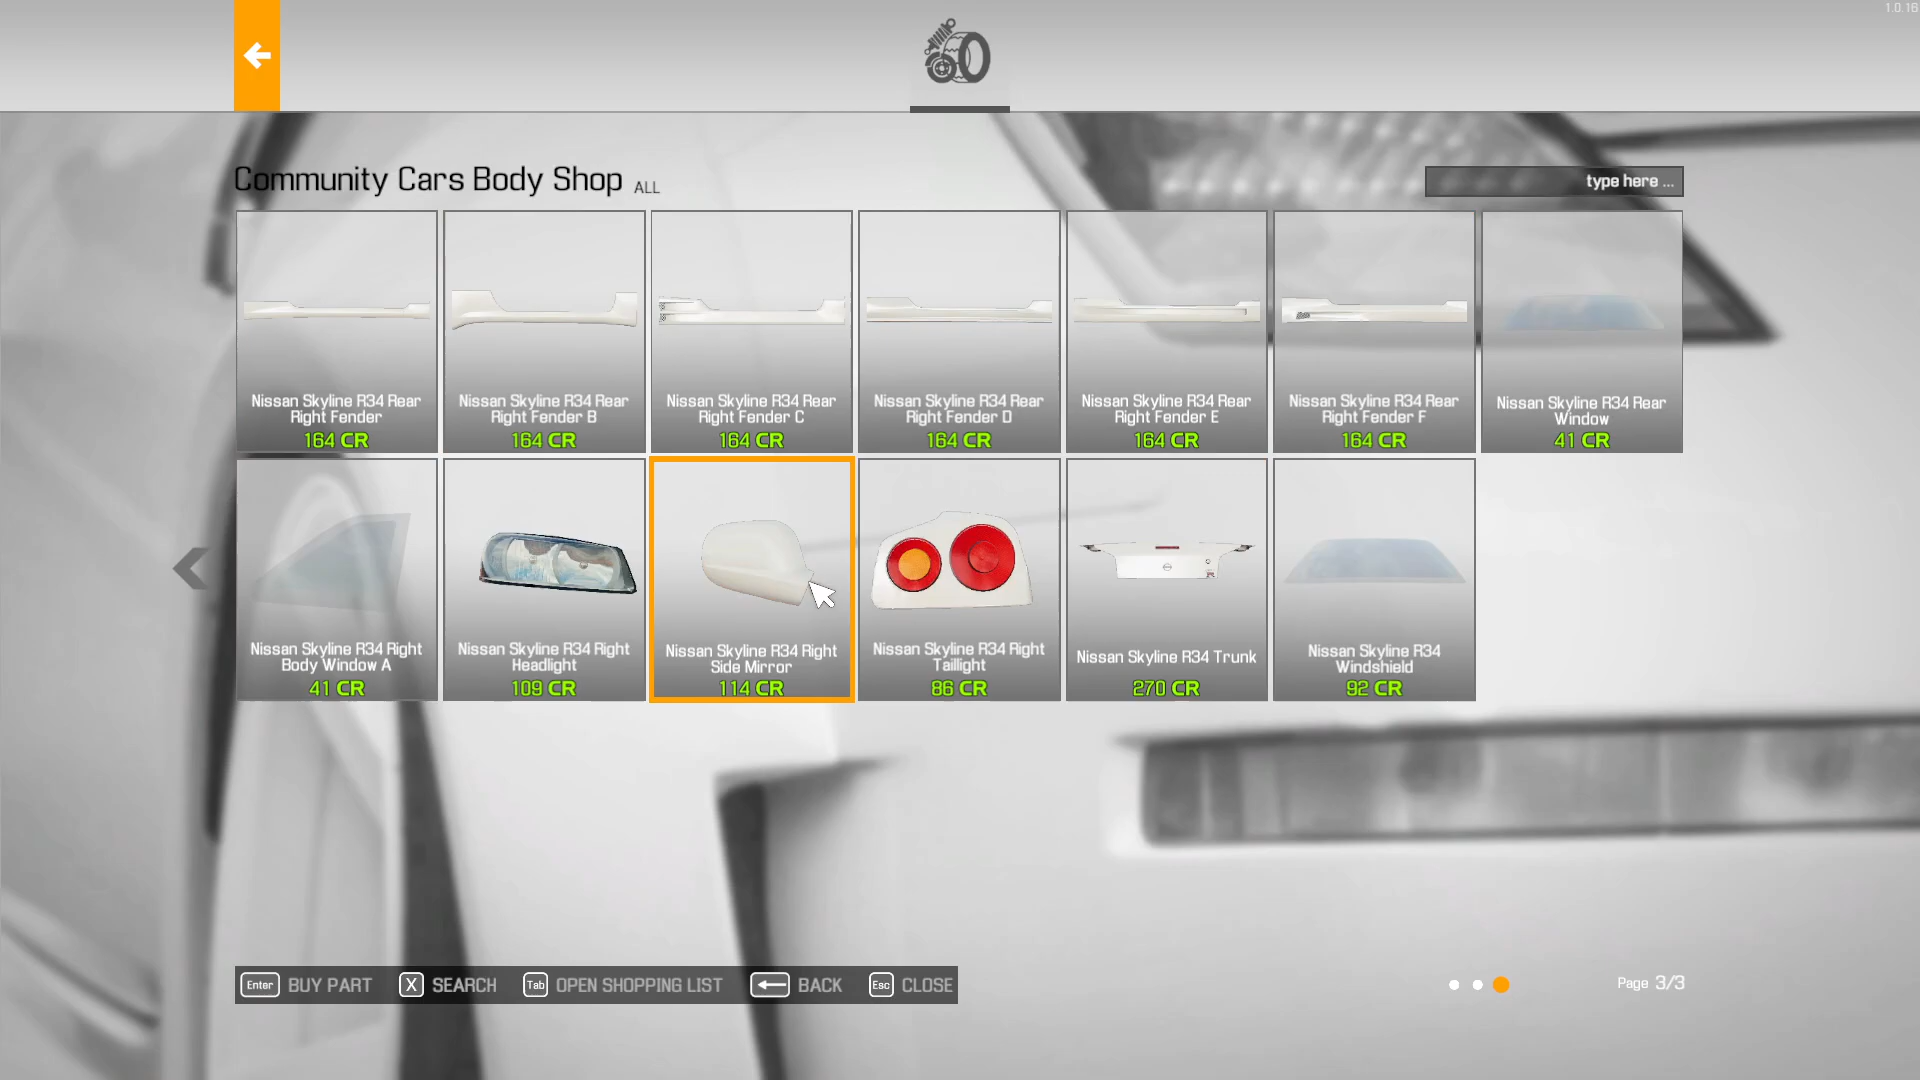 1.0.16
Community Cars Body Shop ALL
type here ...
Nissan Skyline R34 Rear
Right Fender
164 CR
Nissan Skyline R34 Rear
Right Fender B
164 CR
Nissan Skyline R34 Rear
Right Fender C
164 CR
Nissan Skyline R34 Rear
Right Fender D
164 CR
Nissan Skyline R34 Rear
Right Fender E
164 CR
Nissan Skyline R34 Rear
Right Fender F
164 CR
Nissan Skyline R34 Rear
Window
41 CR
Nissan Skyline R34 Right
Body Window A
41 CR
Nissan Skyline R34 Right
Headlight
109 CR
Nissan Skyline R34 Right
Side Mirror
114 CR
Nissan Skyline R34 Right
Taillight
86 CR
Nissan Skyline R34 Trunk
270 CR
Nissan Skyline R34
Windshield
92 CR
Enter BUY PART X SEARCH Tab OPEN SHOPPING LIST BACK Esc CLOSE
Page 3/3